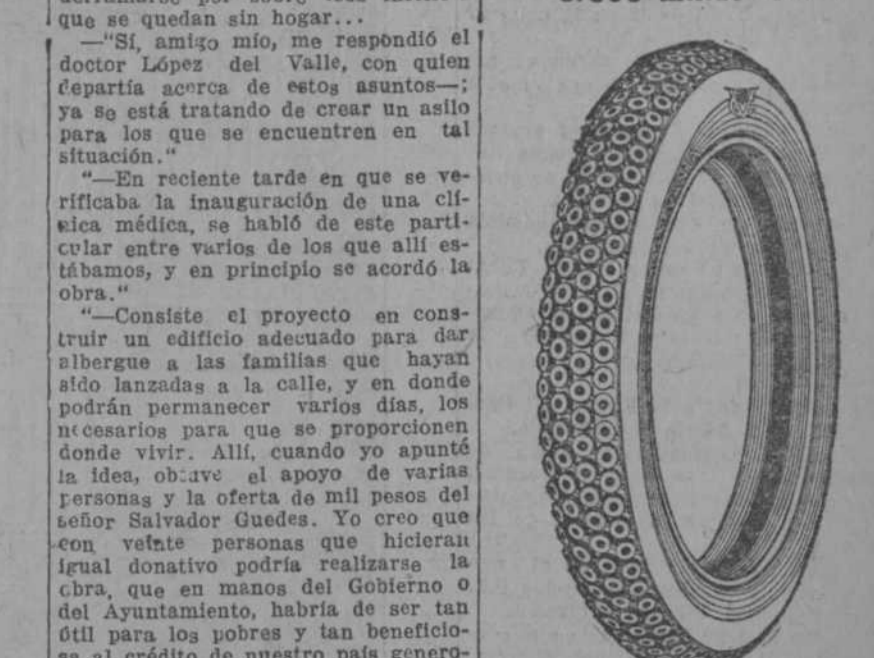 que se quedan sin hogar...
—"Sí, amigo mío, me respondió el
doctor López del Valle, con quien
departía acerca de estos asuntos—;
ya se está tratando de crear un asilo
para los que se encuentren en tal
situación."
"—En reciente tarde en que se ve-
rificaba la inauguración de una clí-
nica médica, se habló de este parti-
cular entre varios de los que allí es-
tábamos, y en principio se acordó la
obra."
"—Consiste el proyecto en cons-
truir un edificio adecuado para dar
albergue a las familias que hayan
sido lanzadas a la calle, y en donde
podrán permanecer varios días, los
necesarios para que se proporcionen
donde vivir. Allí, cuando yo apunté
la idea, obtuve el apoyo de varias
personas y la oferta de mil pesos del
señor Salvador Guedes. Yo creo que
con veinte personas que hicieran
igual donativo podría realizarse la
obra, que en manos del Gobierno o
del Ayuntamiento, habría de ser tan
útil para los pobres y tan beneficio-
sa al crédito de nuestro país genero-